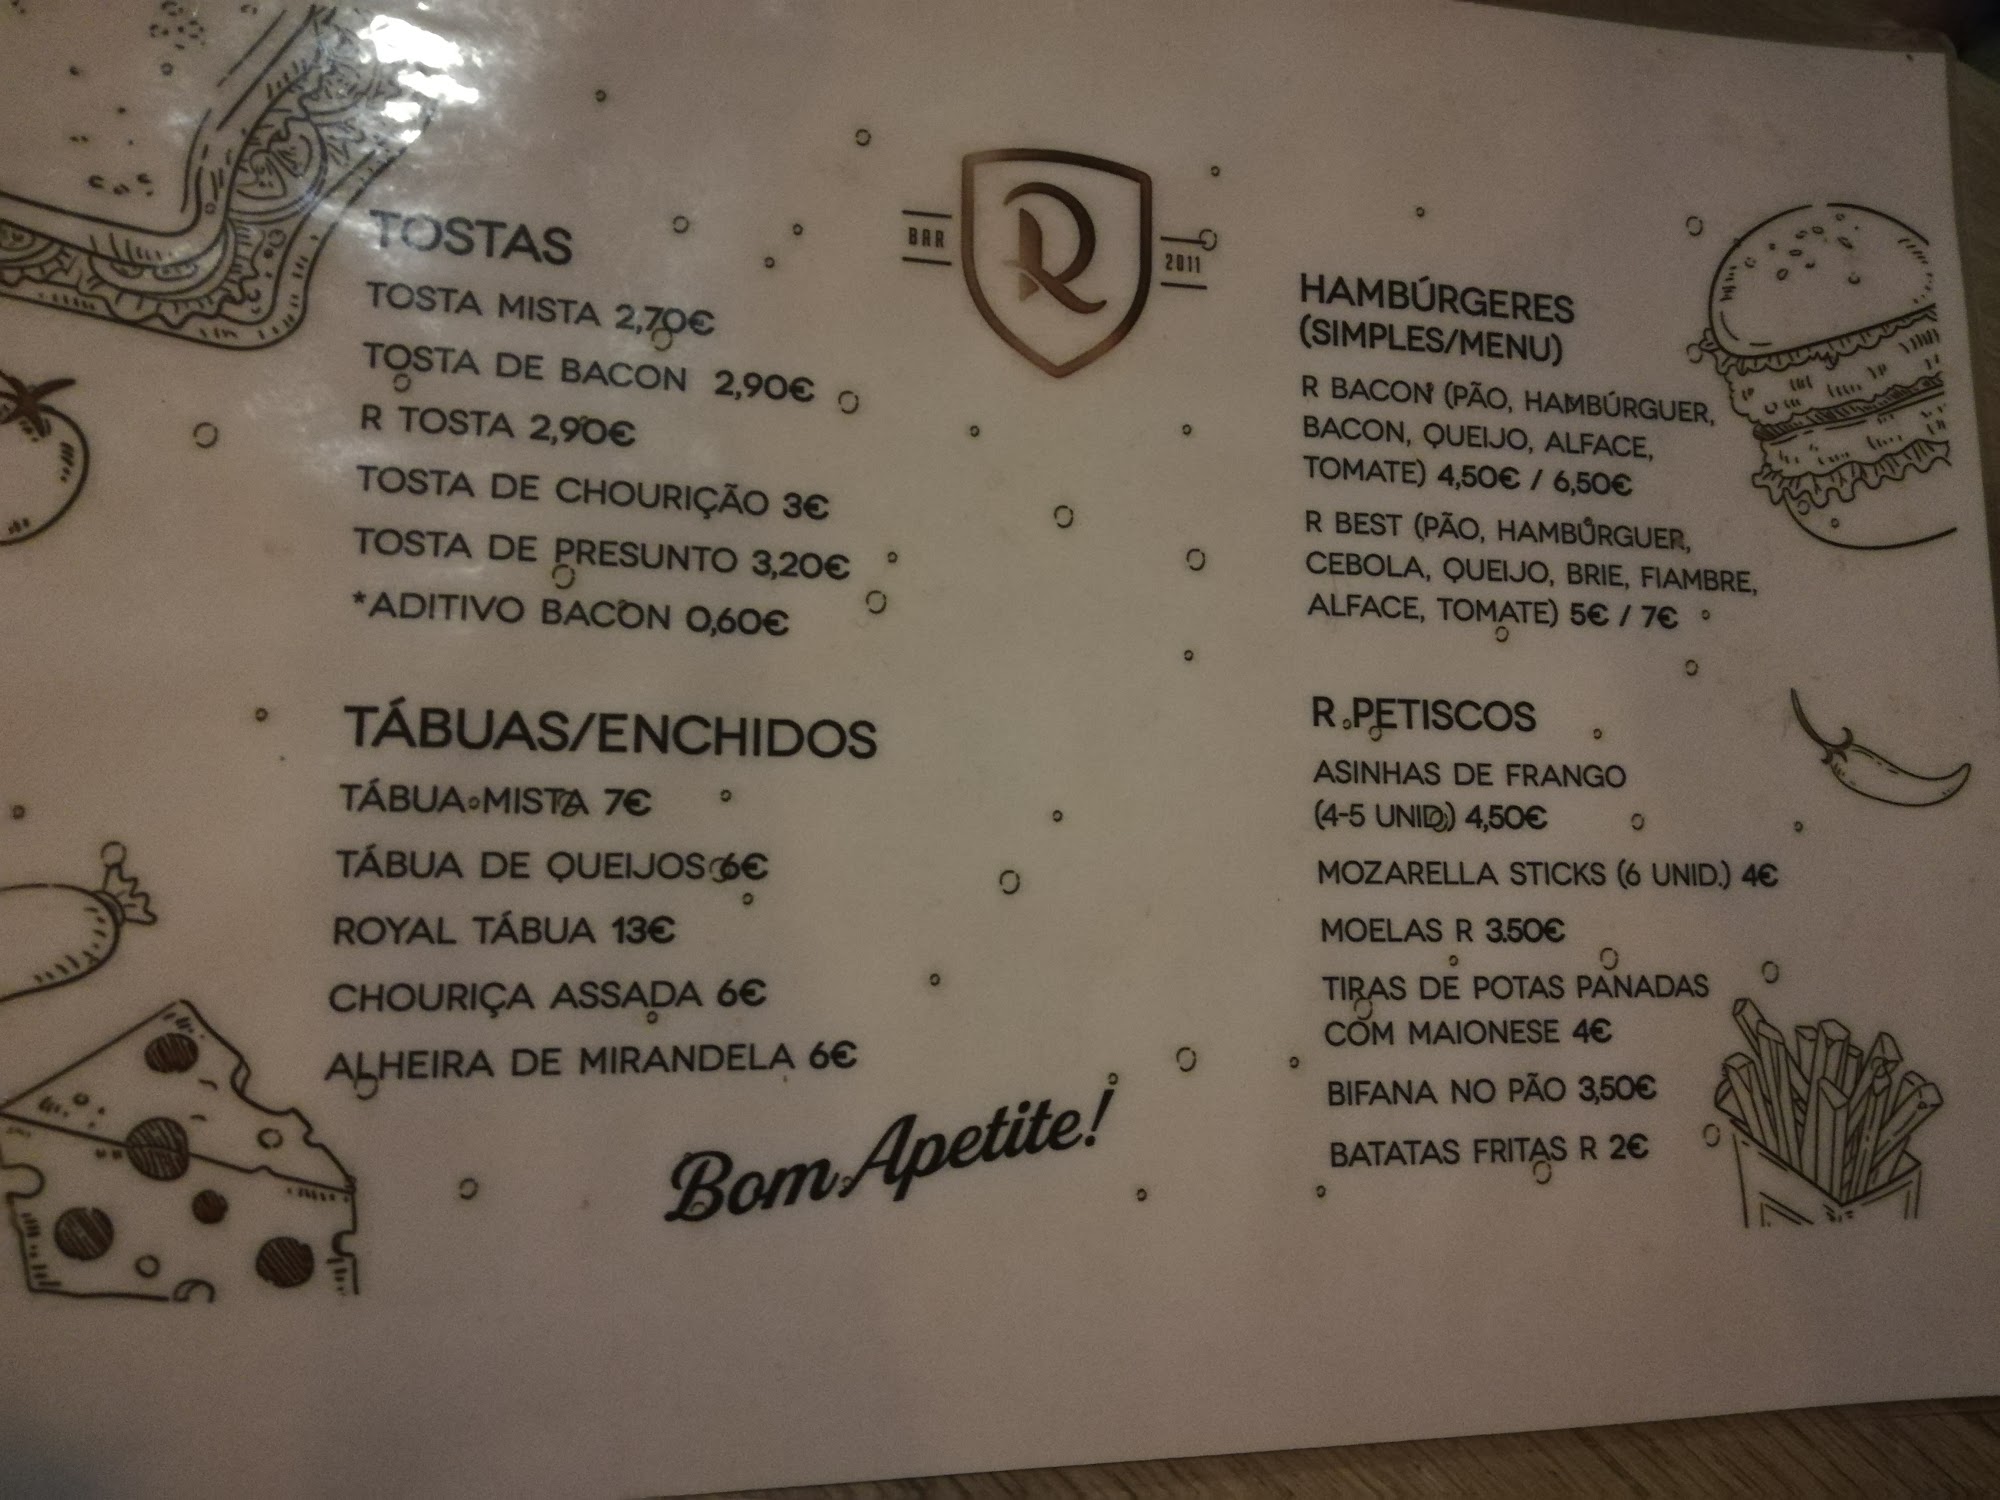 BAR
R
2011
TOSTAS
TOSTA MISTA 2,70€
TOSTA DE BACON 2,90€
R TOSTA 2,90€
TOSTA DE CHOURIÇÃO 3€
TOSTA DE PRESUNTO 3,20€
*ADITIVO BACON 0,60€
TÁBUAS/ENCHIDOS
TÁBUA MISTA 7€
TÁBUA DE QUEIJOS 6€
ROYAL TÁBUA 13€
CHOURIÇA ASSADA 6€
ALHEIRA DE MIRANDELA 6€
HAMBÚRGERES
(SIMPLES/MENU)
R BACON (PÃO, HAMBÚRGUER,
BACON, QUEIJO, ALFACE,
TOMATE) 4,50€ / 6,50€
R BEST (PÃO, HAMBÚRGUER,
CEBOLA, QUEIJO, BRIE, FIAMBRE,
ALFACE, TOMATE) 5€ / 7€
R PETISCOS
ASINHAS DE FRANGO
(4-5 UNID.) 4,50€
MOZARELLA STICKS (6 UNID.) 4€
MOELAS R 3.50€
TIRAS DE POTAS PANADAS
COM MAIONESE 4€
BIFANA NO PÃO 3,50€
BATATAS FRITAS R 2€
Bom Apetite!